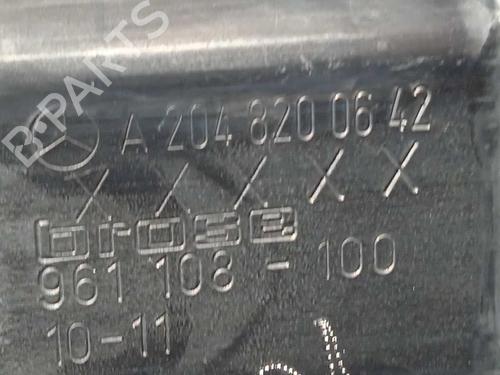 B-PARTS
A 204 820 06 42
X X X X X
brose
961 108 - 100
10-11